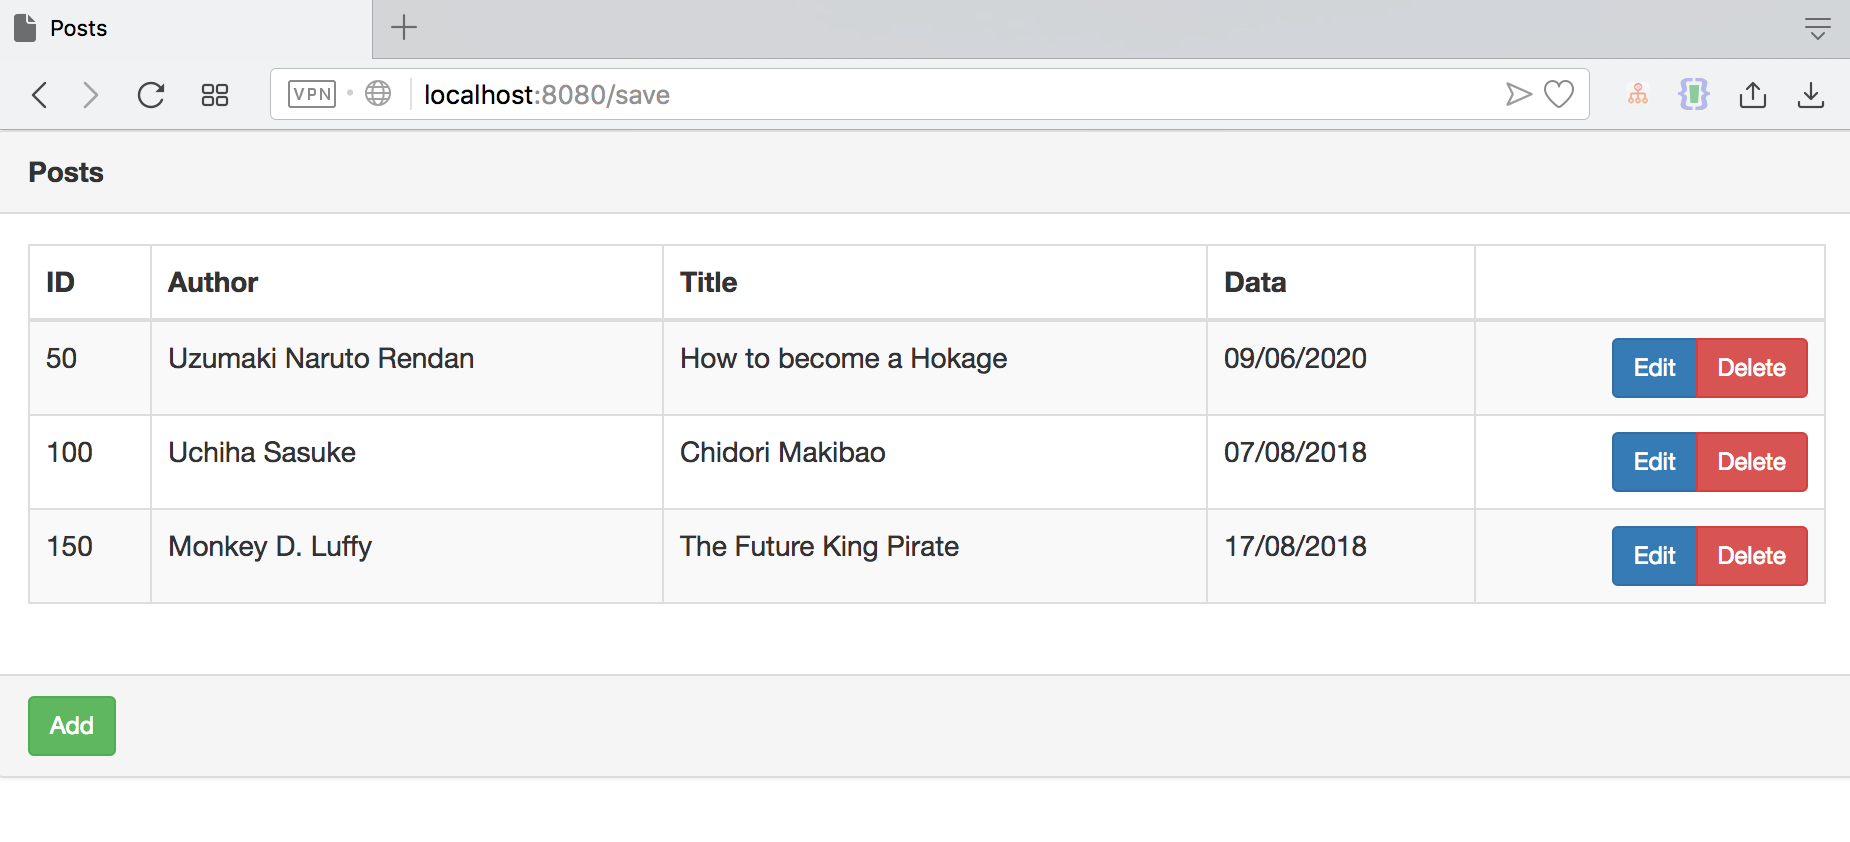 Posts
VPN localhost:8080/save
Posts
ID Author Title Data
50 Uzumaki Naruto Rendan How to become a Hokage 09/06/2020 Edit Delete
100 Uchiha Sasuke Chidori Makibao 07/08/2018 Edit Delete
150 Monkey D. Luffy The Future King Pirate 17/08/2018 Edit Delete
Add